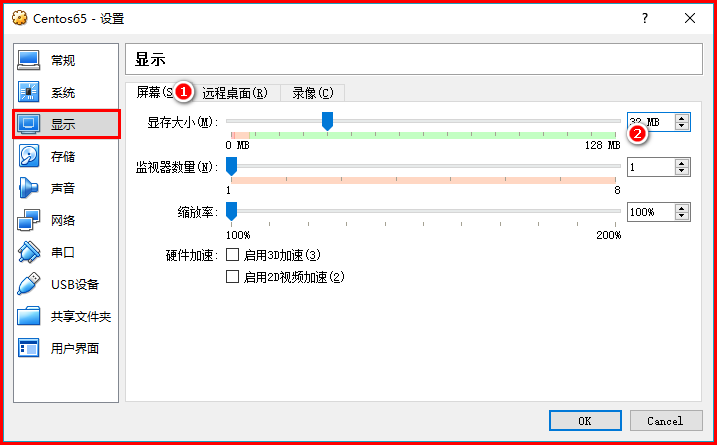 Centos65 - 设置
?
常规
系统
显示
存储
声音
网络
串口
USB设备
共享文件夹
用户界面
显示
屏幕(S 1 远程桌面(R) 录像(C)
显存大小(M): 32 MB
2
0 MB 128 MB
监视器数量(N): 1
1 8
缩放率: 100%
100% 200%
硬件加速: 启用3D加速(3)
启用2D视频加速(2)
OK Cancel